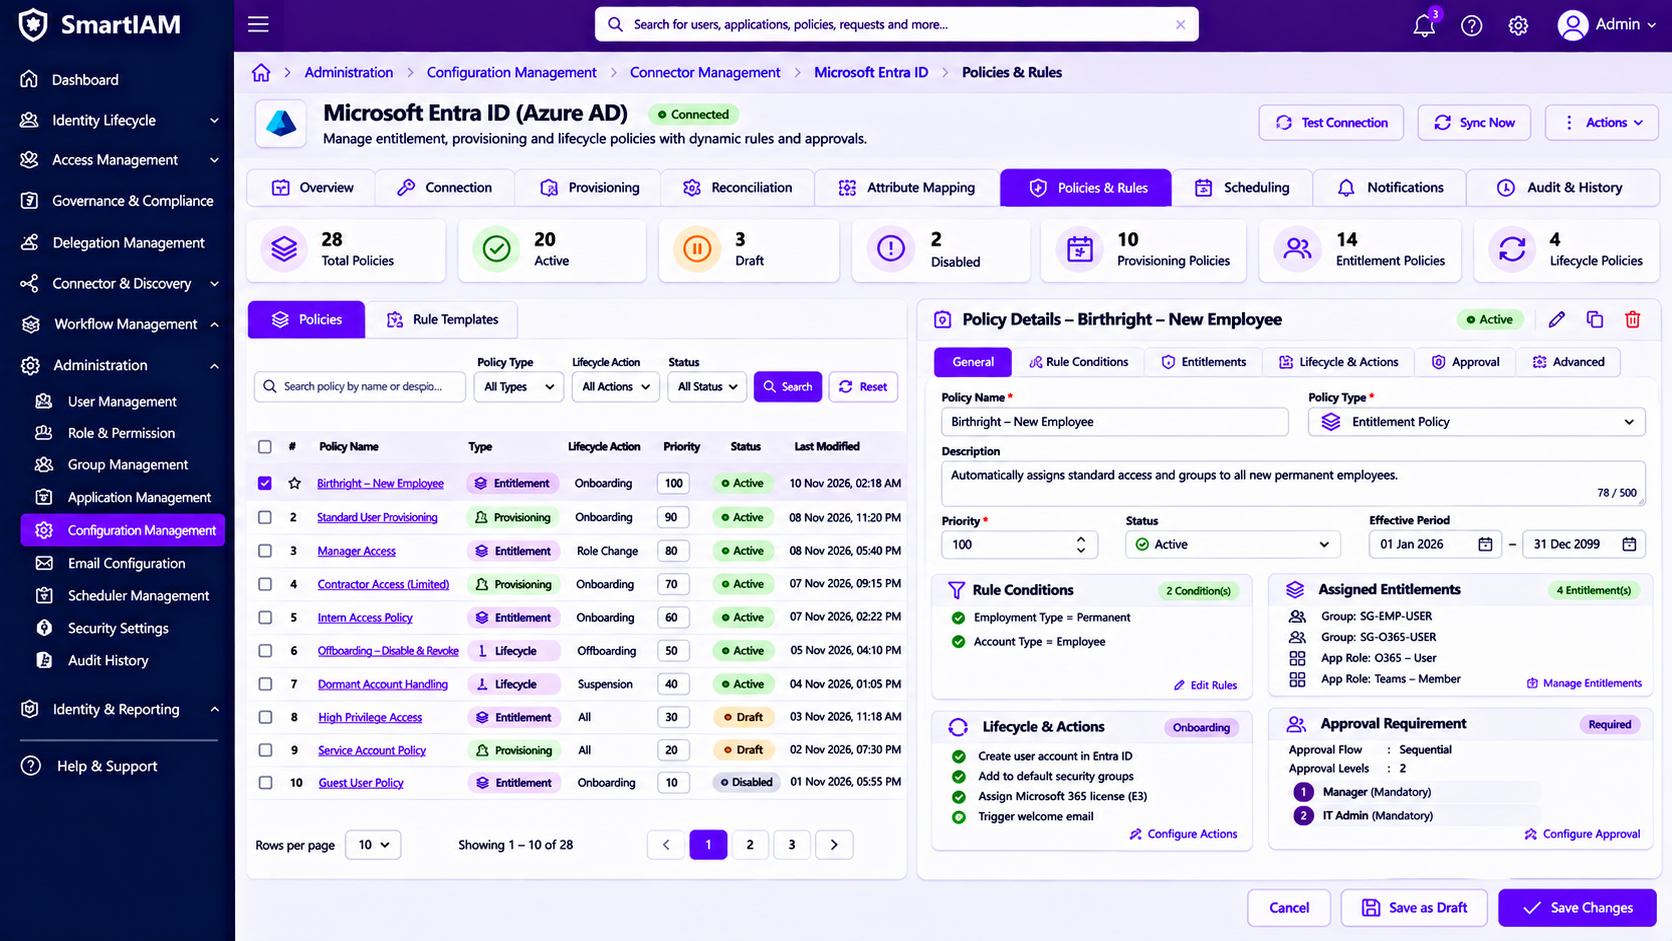 SmartIAM
Search for users, applications, policies, requests and more...
3
Admin
Dashboard
Identity Lifecycle
Access Management
Governance & Compliance
Delegation Management
Connector & Discovery
Workflow Management
Administration
User Management
Role & Permission
Group Management
Application Management
Configuration Management
Email Configuration
Scheduler Management
Security Settings
Audit History
Identity & Reporting
Help & Support
Administration > Configuration Management > Connector Management > Microsoft Entra ID > Policies & Rules
Microsoft Entra ID (Azure AD) Connected
Manage entitlement, provisioning and lifecycle policies with dynamic rules and approvals.
Test Connection Sync Now Actions
Overview Connection Provisioning Reconciliation Attribute Mapping Policies & Rules Scheduling Notifications Audit & History
28 Total Policies
20 Active
3 Draft
2 Disabled
10 Provisioning Policies
14 Entitlement Policies
4 Lifecycle Policies
Policies Rule Templates
Policy Type Lifecycle Action Status
Search policy by name or despio... All Types All Actions All Status Search Reset
# Policy Name Type Lifecycle Action Priority Status Last Modified
Birthright – New Employee Entitlement Onboarding 100 Active 10 Nov 2026, 02:18 AM
2 Standard User Provisioning Provisioning Onboarding 90 Active 08 Nov 2026, 11:20 PM
3 Manager Access Entitlement Role Change 80 Active 08 Nov 2026, 05:40 PM
4 Contractor Access (Limited) Provisioning Onboarding 70 Active 07 Nov 2026, 09:15 PM
5 Intern Access Policy Entitlement Onboarding 60 Active 07 Nov 2026, 02:22 PM
6 Offboarding – Disable & Revoke Lifecycle Offboarding 50 Active 05 Nov 2026, 04:10 PM
7 Dormant Account Handling Lifecycle Suspension 40 Active 04 Nov 2026, 01:05 PM
8 High Privilege Access Entitlement All 30 Draft 03 Nov 2026, 11:18 AM
9 Service Account Policy Provisioning All 20 Draft 02 Nov 2026, 07:30 PM
10 Guest User Policy Entitlement Onboarding 10 Disabled 01 Nov 2026, 05:55 PM
Rows per page 10 Showing 1 – 10 of 28 < 1 2 3 >
Policy Details – Birthright – New Employee Active
General Rule Conditions Entitlements Lifecycle & Actions Approval Advanced
Policy Name * Policy Type *
Birthright – New Employee Entitlement Policy
Description
Automatically assigns standard access and groups to all new permanent employees.
78 / 500
Priority * Status Effective Period
100 Active 01 Jan 2026 – 31 Dec 2099
Rule Conditions 2 Condition(s)
Employment Type = Permanent
Account Type = Employee
Edit Rules
Assigned Entitlements 4 Entitlement(s)
Group: SG-EMP-USER
Group: SG-O365-USER
App Role: O365 – User
App Role: Teams – Member
Manage Entitlements
Lifecycle & Actions Onboarding
Create user account in Entra ID
Add to default security groups
Assign Microsoft 365 license (E3)
Trigger welcome email
Configure Actions
Approval Requirement Required
Approval Flow : Sequential
Approval Levels : 2
1 Manager (Mandatory)
2 IT Admin (Mandatory)
Configure Approval
Cancel Save as Draft Save Changes